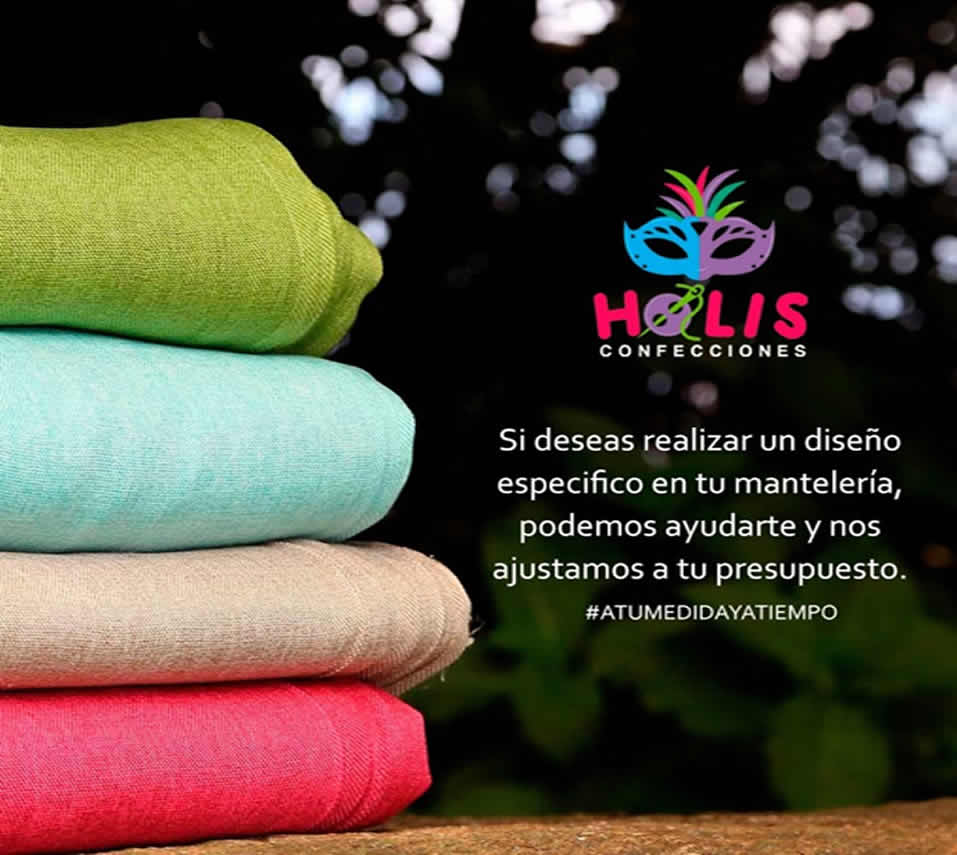 HOLIS
CONFECCIONES
Si deseas realizar un diseño
especifico en tu mantelería,
podemos ayudarte y nos
ajustamos a tu presupuesto.
#ATUMEDIDAYATIEMPO